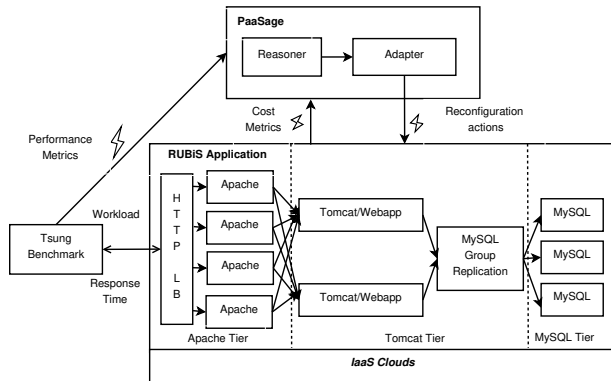 PaaSage
Reasoner
Adapter
Cost
Metrics
Reconfiguration
actions
Performance
Metrics
RUBiS Application
H
T
T
P
L
B
Apache
Apache
Apache
Apache
Tomcat/Webapp
Tomcat/Webapp
MySQL
Group
Replication
MySQL
MySQL
MySQL
Workload
Tsung
Benchmark
Response
Time
Apache Tier
Tomcat Tier
MySQL Tier
IaaS Clouds